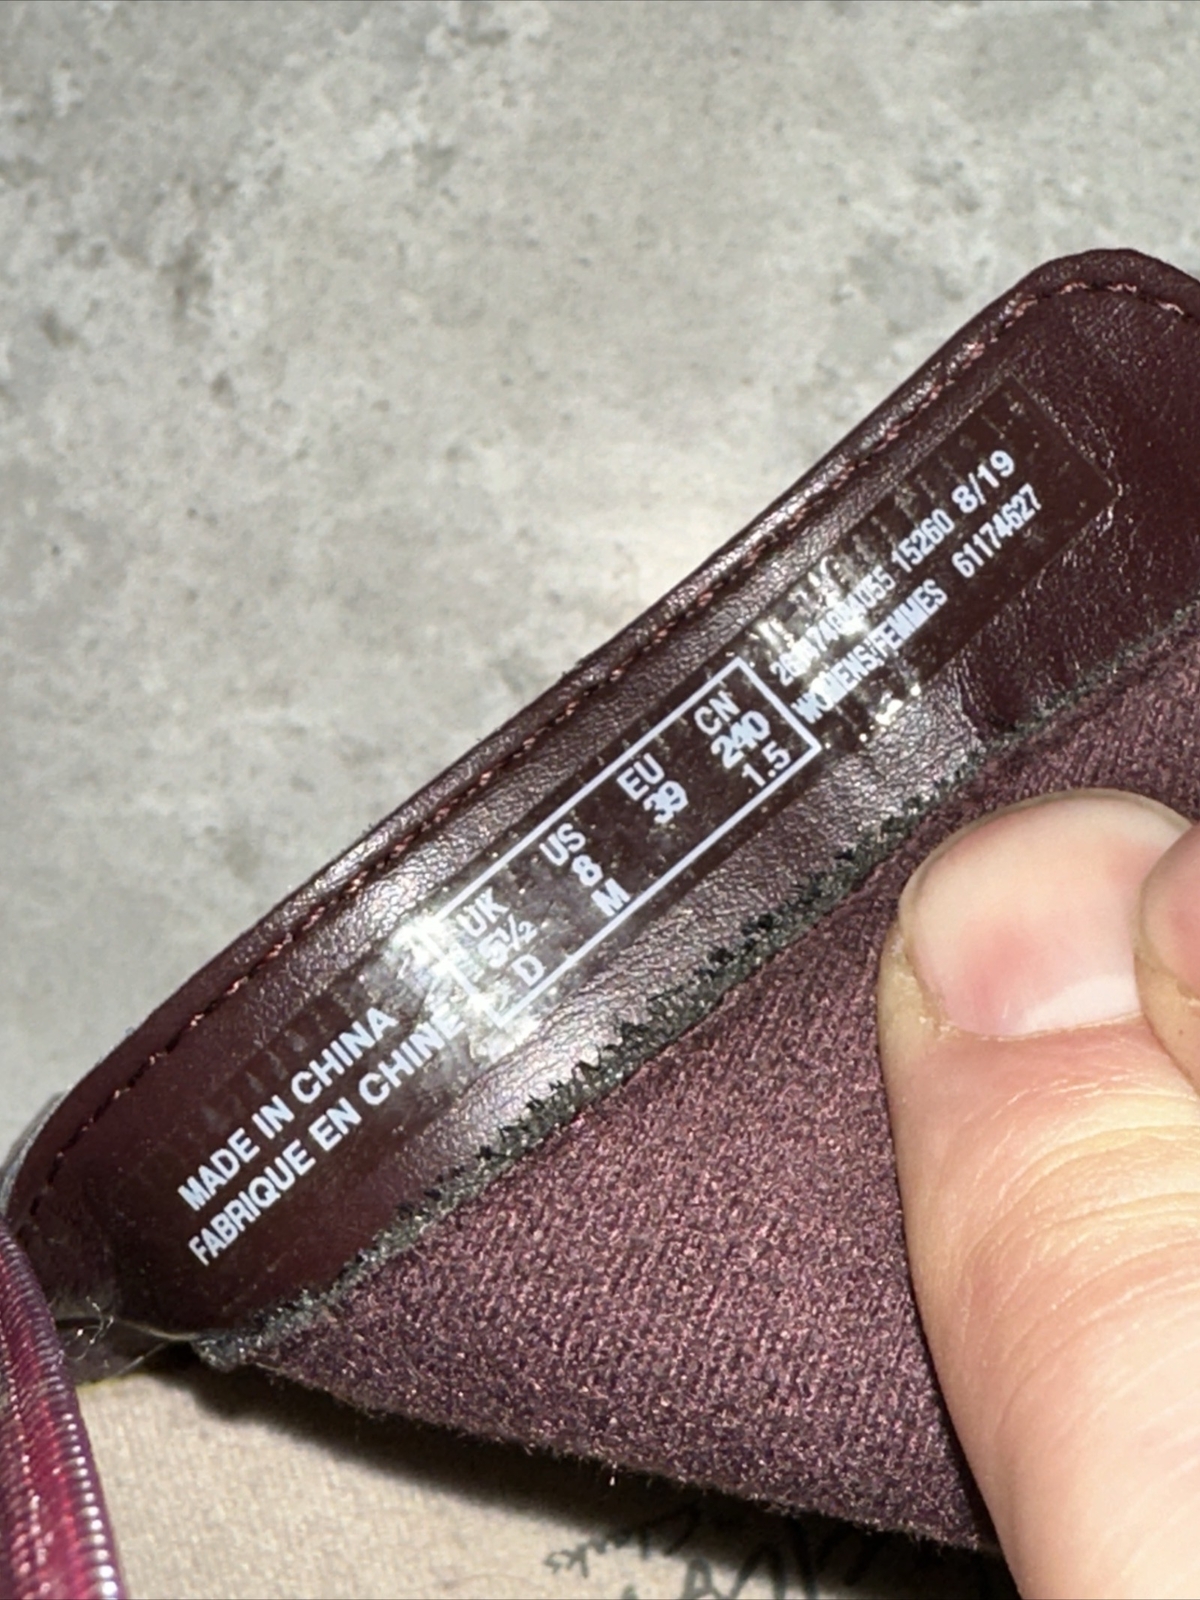 MADE IN CHINA
FABRIQUE EN CHINE
UK US EU CN
5½ 8 39 240
D M 1.5
15260 8/19
WOMENS/FEMMES 61174627